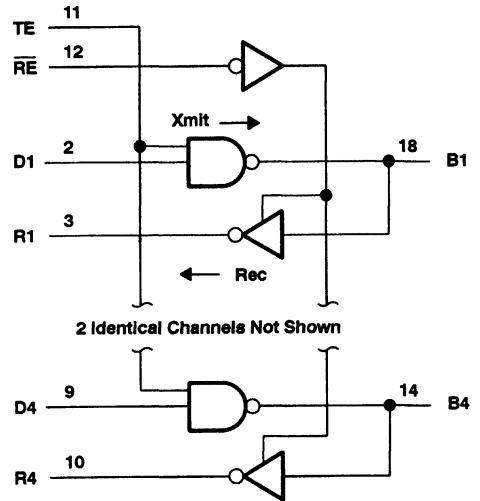 TE 11
RE 12
Xmit
D1 2 18 B1
R1 3
Rec
2 Identical Channels Not Shown
D4 9 14 B4
R4 10